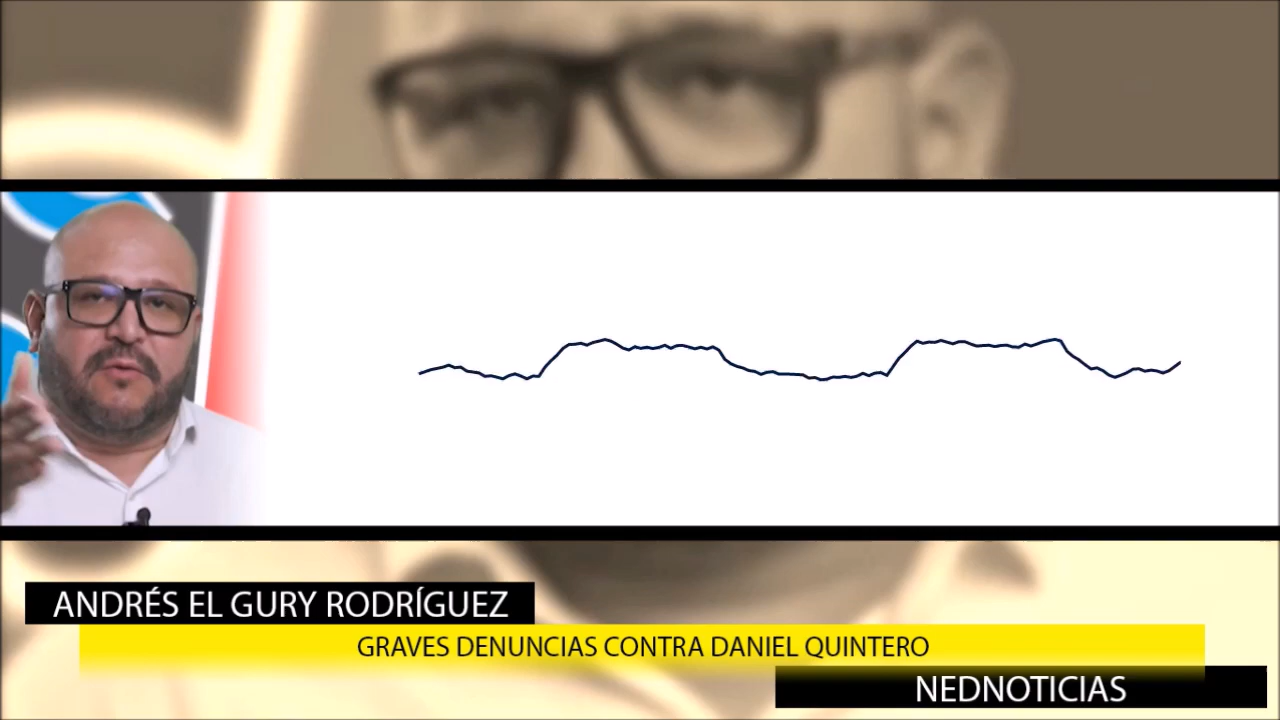 ANDRÉS EL GURY RODRÍGUEZ
GRAVES DENUNCIAS CONTRA DANIEL QUINTERO
NEDNOTICIAS